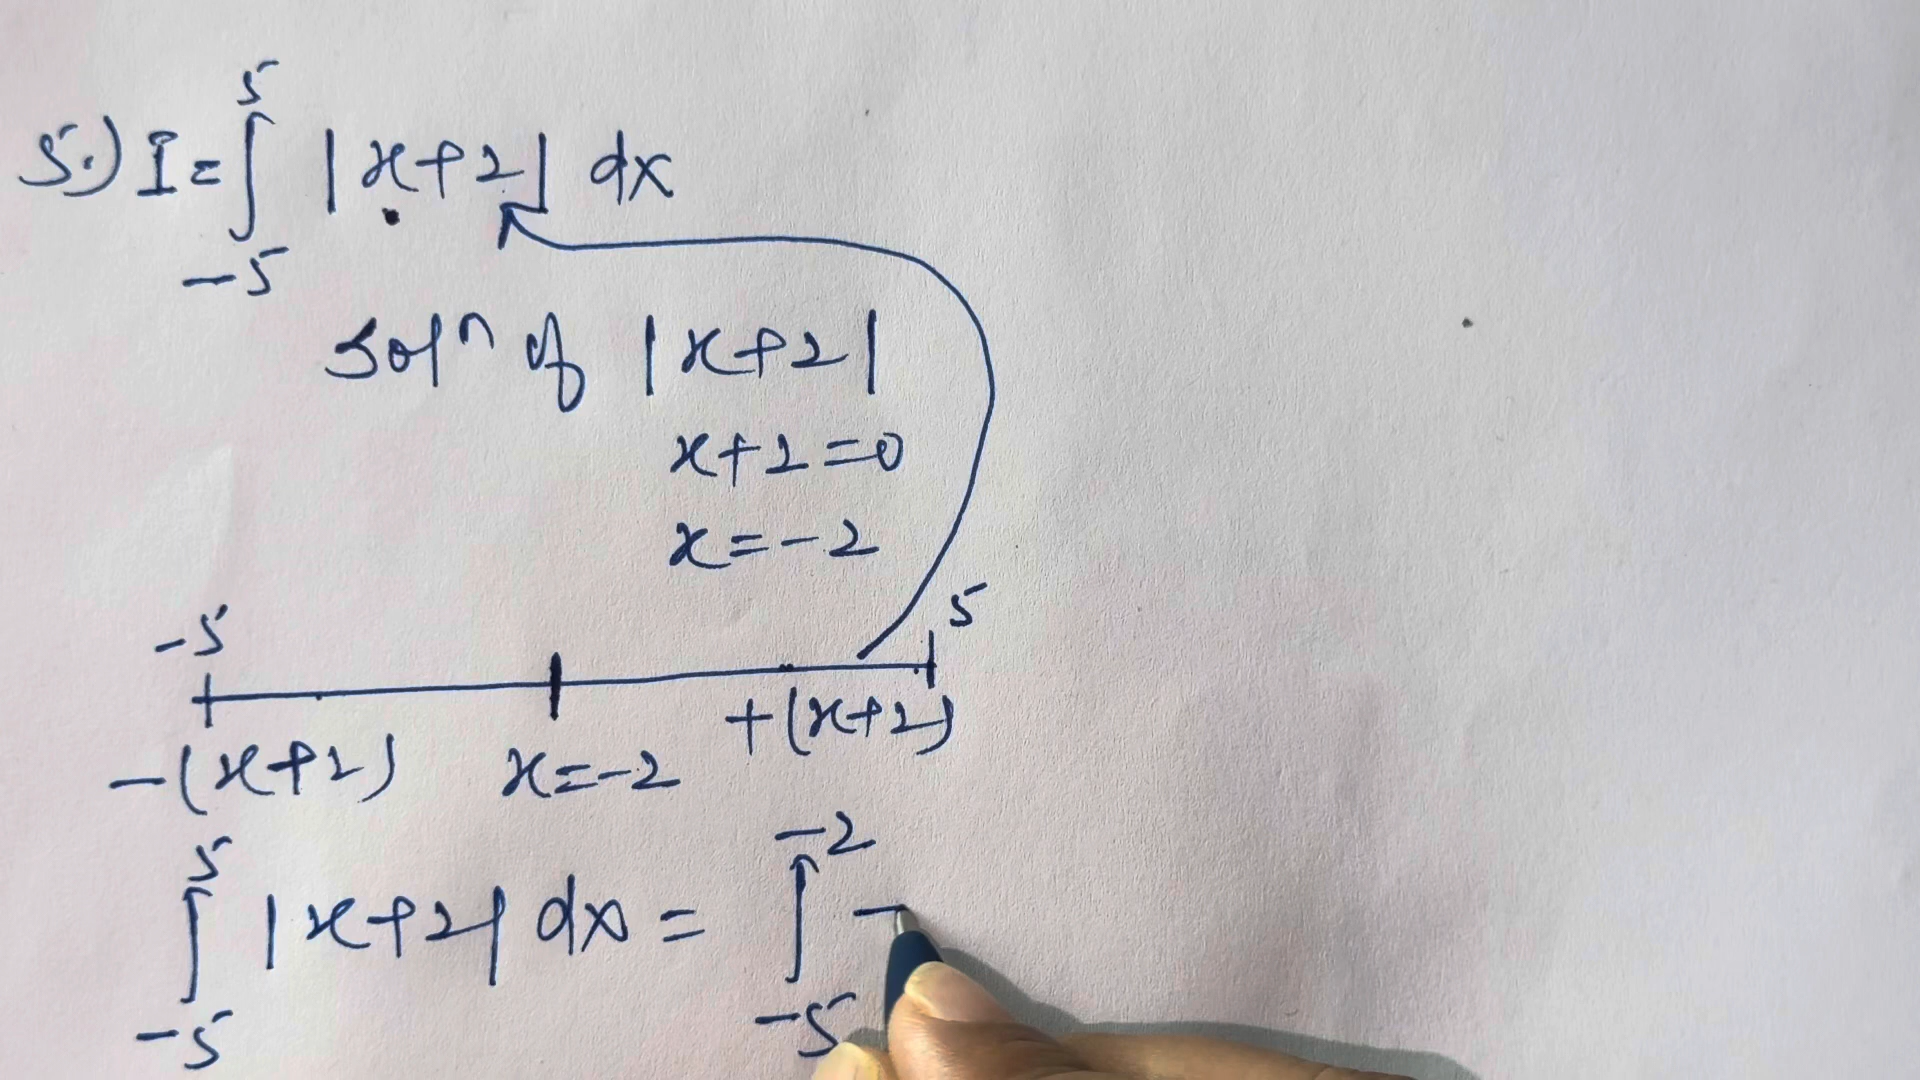 5
5.) I = ∫ |x+2| dx
-5
Solⁿ of |x+2|
x+2=0
x=-2
-5 5
-(x+2) x=-2 +(x+2)
5 -2
∫ |x+2| dx = ∫ -
-5 -5